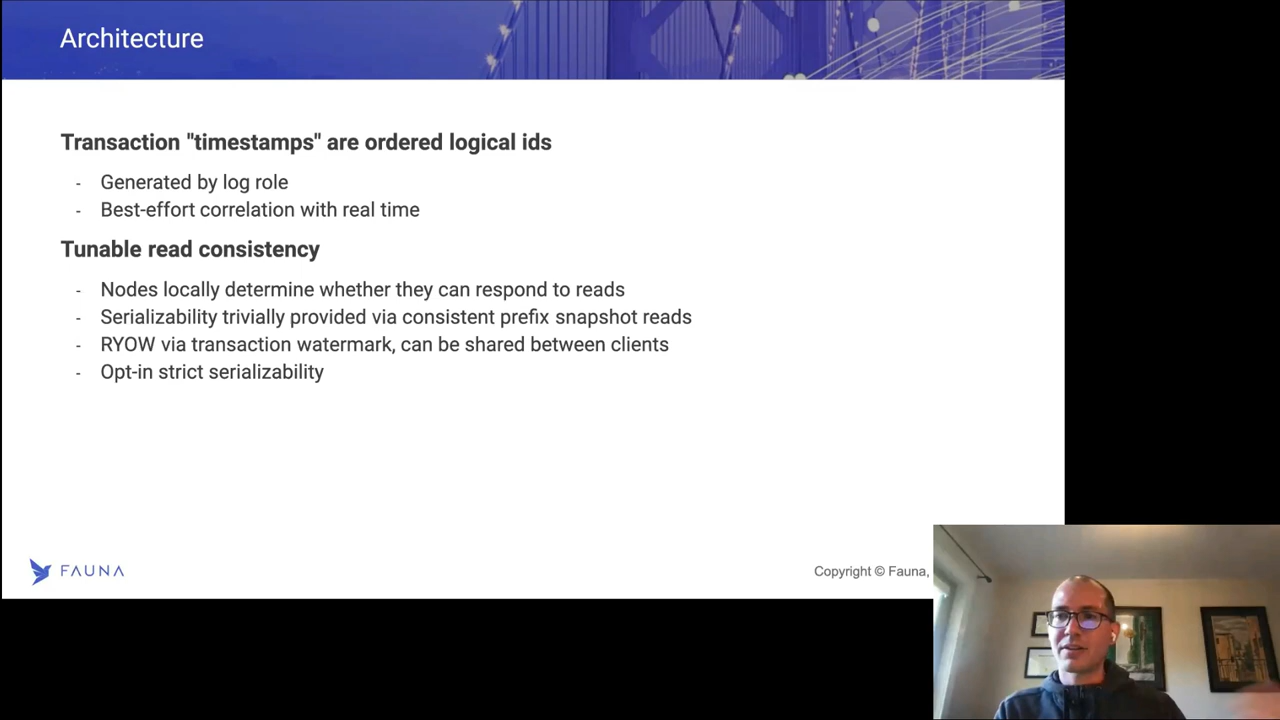 Architecture
Transaction "timestamps" are ordered logical ids
- Generated by log role
- Best-effort correlation with real time
Tunable read consistency
- Nodes locally determine whether they can respond to reads
- Serializability trivially provided via consistent prefix snapshot reads
- RYOW via transaction watermark, can be shared between clients
- Opt-in strict serializability
FAUNA
Copyright © Fauna,